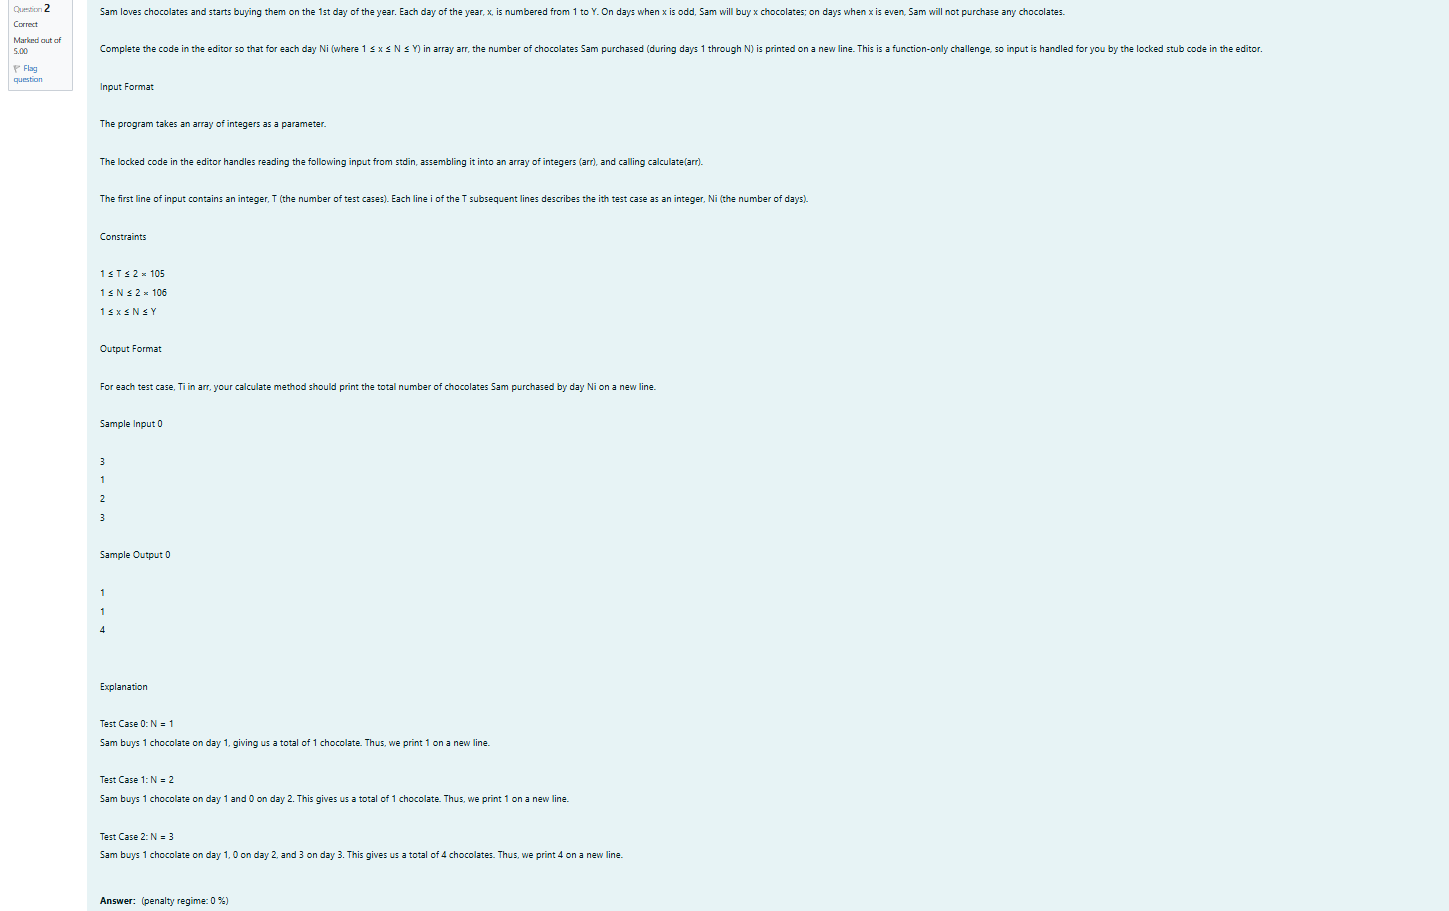 Question 2
Correct
Marked out of
5.00
Flag
question
Sam loves chocolates and starts buying them on the 1st day of the year. Each day of the year, x, is numbered from 1 to Y. On days when x is odd, Sam will buy x chocolates; on days when x is even, Sam will not purchase any chocolates.
Complete the code in the editor so that for each day Ni (where 1 ≤ x ≤ N ≤ Y) in array arr, the number of chocolates Sam purchased (during days 1 through N) is printed on a new line. This is a function-only challenge, so input is handled for you by the locked stub code in the editor.
Input Format
The program takes an array of integers as a parameter.
The locked code in the editor handles reading the following input from stdin, assembling it into an array of integers (arr), and calling calculate(arr).
The first line of input contains an integer, T (the number of test cases). Each line i of the T subsequent lines describes the ith test case as an integer, Ni (the number of days).
Constraints
1 ≤ T ≤ 2 × 105
1 ≤ N ≤ 2 × 106
1 ≤ x ≤ N ≤ Y
Output Format
For each test case, Ti in arr, your calculate method should print the total number of chocolates Sam purchased by day Ni on a new line.
Sample Input 0
3
1
2
3
Sample Output 0
1
1
4
Explanation
Test Case 0: N = 1
Sam buys 1 chocolate on day 1, giving us a total of 1 chocolate. Thus, we print 1 on a new line.
Test Case 1: N = 2
Sam buys 1 chocolate on day 1 and 0 on day 2. This gives us a total of 1 chocolate. Thus, we print 1 on a new line.
Test Case 2: N = 3
Sam buys 1 chocolate on day 1, 0 on day 2, and 3 on day 3. This gives us a total of 4 chocolates. Thus, we print 4 on a new line.
Answer: (penalty regime: 0 %)